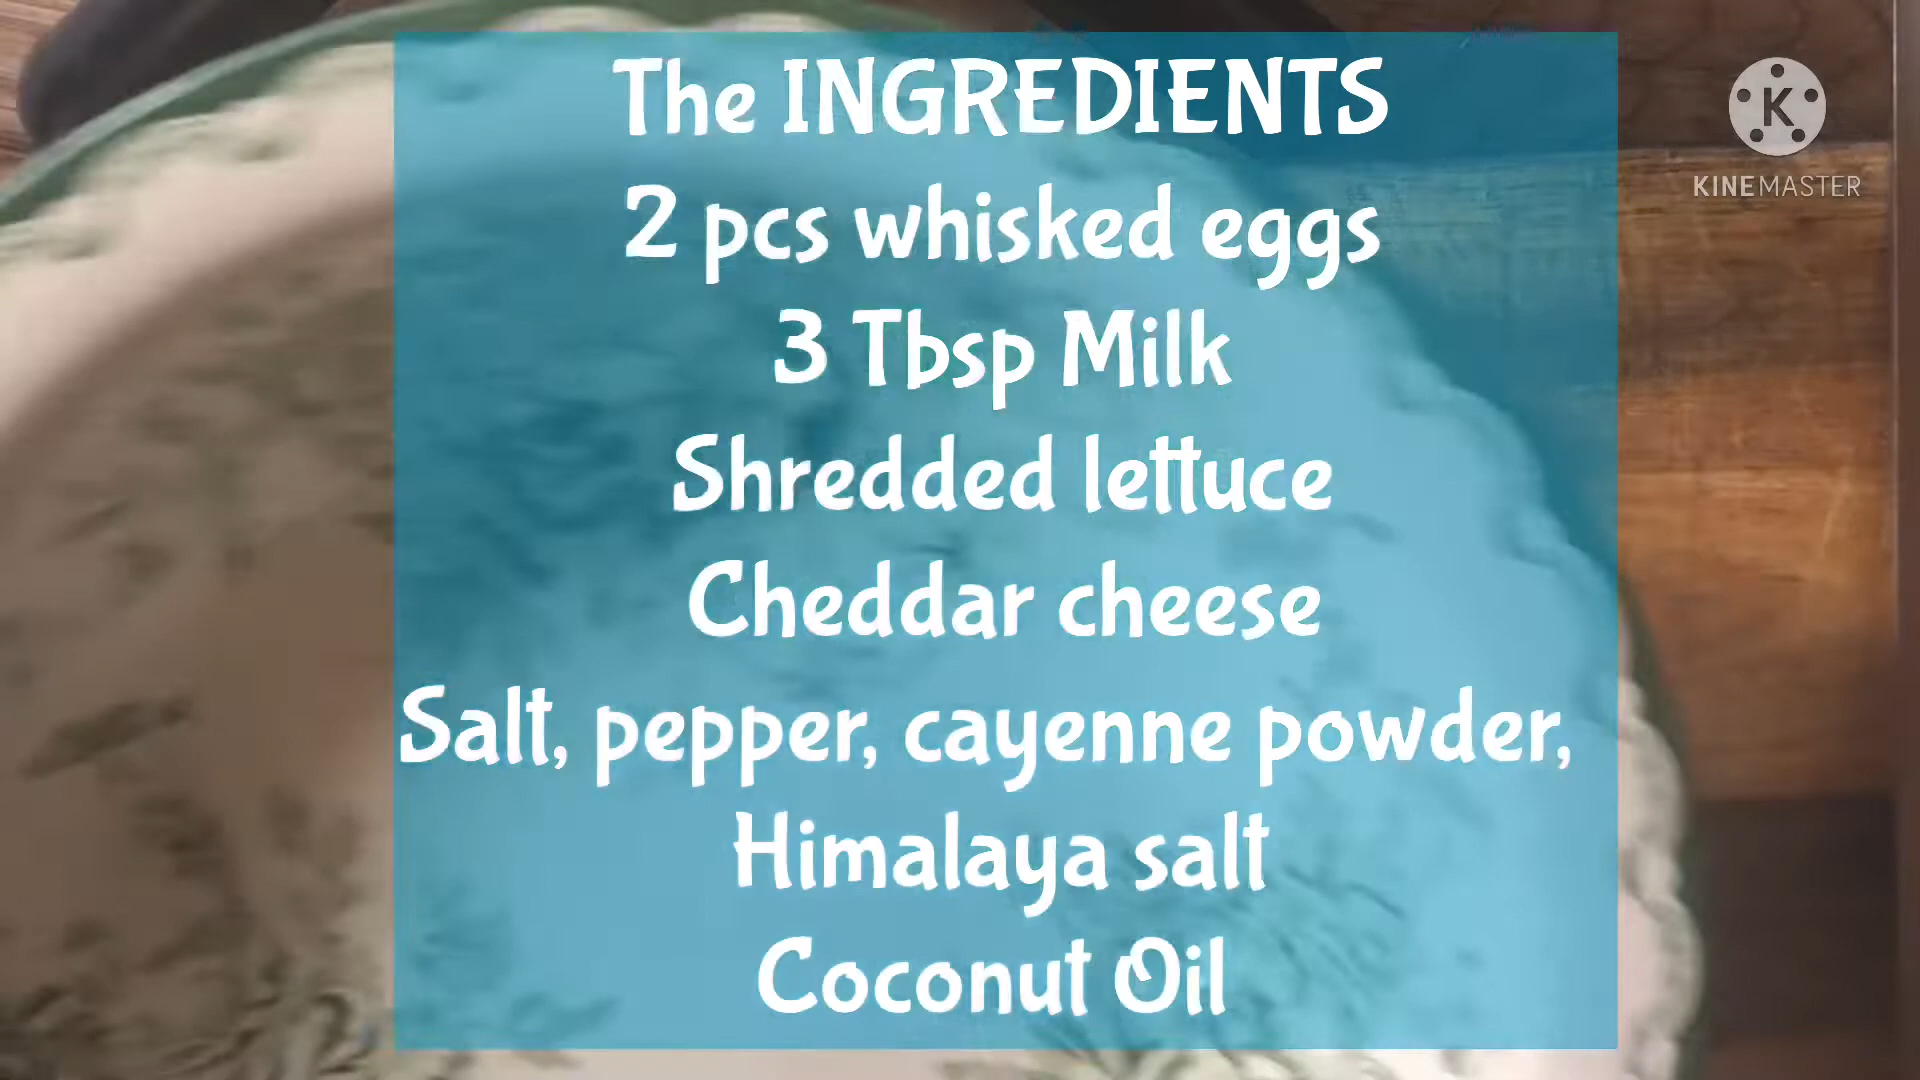 The INGREDIENTS
2 pcs whisked eggs
3 Tbsp Milk
Shredded lettuce
Cheddar cheese
Salt, pepper, cayenne powder,
Himalaya salt
Coconut Oil
K
KINEMASTER